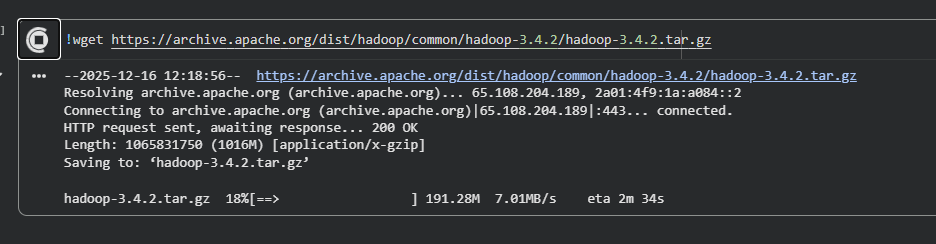 ]
!wget https://archive.apache.org/dist/hadoop/common/hadoop-3.4.2/hadoop-3.4.2.tar.gz
--2025-12-16 12:18:56--  https://archive.apache.org/dist/hadoop/common/hadoop-3.4.2/hadoop-3.4.2.tar.gz
Resolving archive.apache.org (archive.apache.org)... 65.108.204.189, 2a01:4f9:1a:a084::2
Connecting to archive.apache.org (archive.apache.org)|65.108.204.189|:443... connected.
HTTP request sent, awaiting response... 200 OK
Length: 1065831750 (1016M) [application/x-gzip]
Saving to: ‘hadoop-3.4.2.tar.gz’
hadoop-3.4.2.tar.gz  18%[==>                 ] 191.28M  7.01MB/s    eta 2m 34s